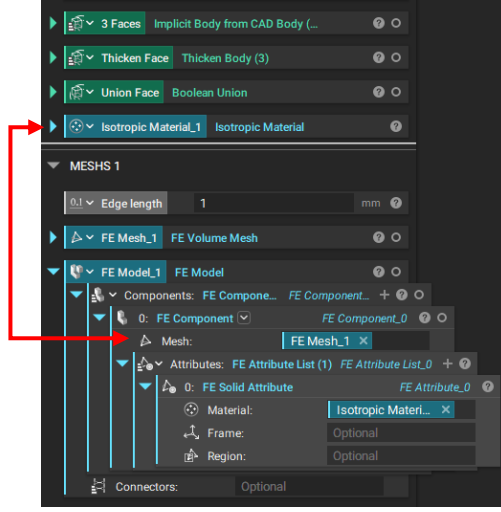 3 Faces Implicit Body from CAD Body (...
Thicken Face Thicken Body (3)
Union Face Boolean Union
Isotropic Material_1 Isotropic Material
MESHS 1
0.1 Edge length 1 mm
FE Mesh_1 FE Volume Mesh
FE Model_1 FE Model
Components: FE Compone... FE Component...
0: FE Component FE Component_0
Mesh: FE Mesh_1
Attributes: FE Attribute List (1) FE Attribute List_0
0: FE Solid Attribute FE Attribute_0
Material: Isotropic Materi...
Frame: Optional
Region: Optional
Connectors: Optional